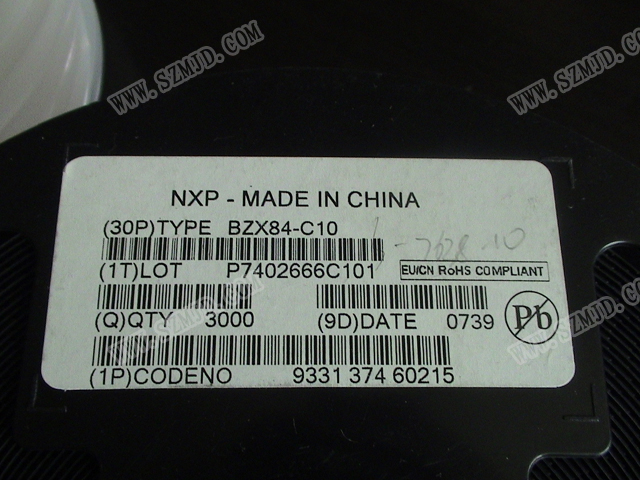 WWW.SZMJD.COM
WWW.SZMJD.COM
NXP - MADE IN CHINA
(30P)TYPE BZX84-C10
(1T)LOT P7402666C101
EU/CN RoHS COMPLIANT
(Q)QTY 3000 (9D)DATE 0739
Pb
(1P)CODENO 9331 374 60215
WWW.SZMJD.COM
WWW.SZMJD.COM